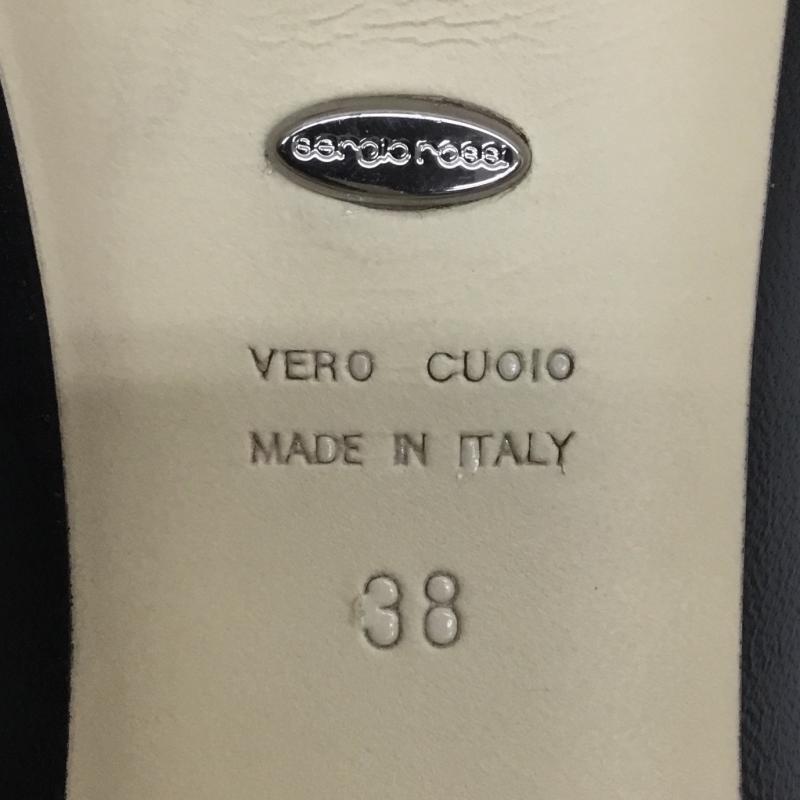 sergio rossi
VERO CUOIO
MADE IN ITALY
38